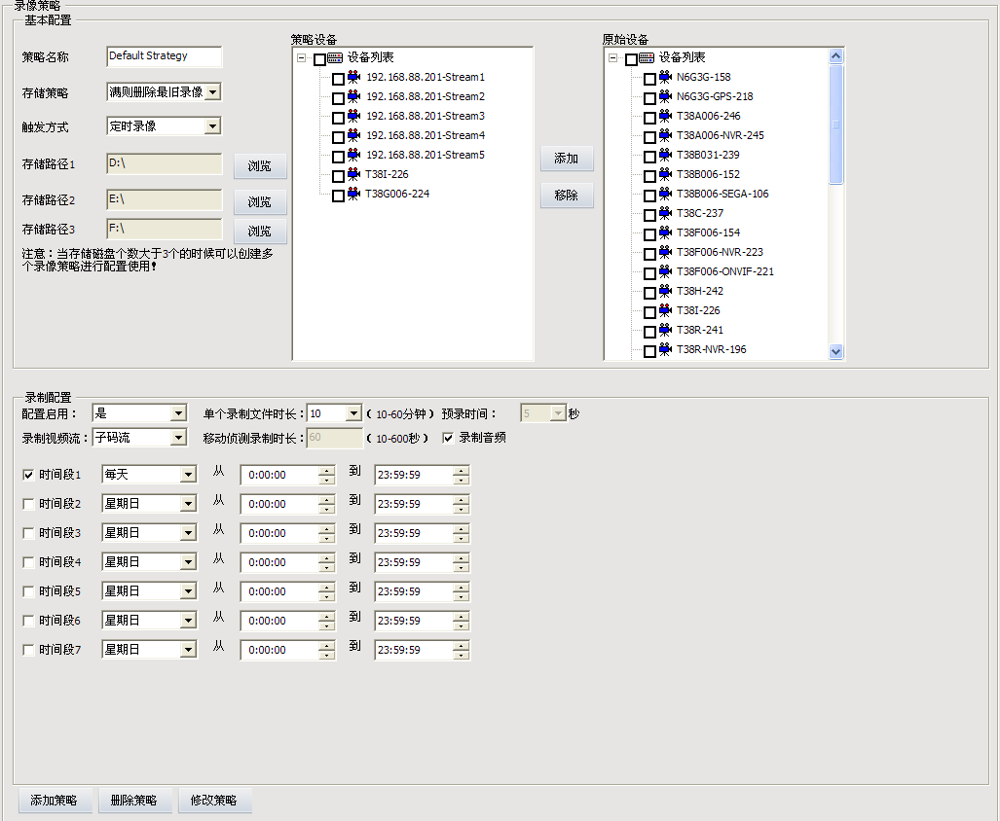 录像策略
基本配置
策略名称 Default Strategy
存储策略 满则删除最旧录像
触发方式 定时录像
存储路径1 D:\ 浏览
存储路径2 E:\ 浏览
存储路径3 F:\ 浏览
注意：当存储磁盘个数大于3个的时候可以创建多
个录像策略进行配置使用！
策略设备
设备列表
192.168.88.201-Stream1
192.168.88.201-Stream2
192.168.88.201-Stream3
192.168.88.201-Stream4
192.168.88.201-Stream5
T38I-226
T38G006-224
添加
移除
原始设备
设备列表
N6G3G-158
N6G3G-GPS-218
T38A006-246
T38A006-NVR-245
T38B031-239
T38B006-152
T38B006-SEGA-106
T38C-237
T38F006-154
T38F006-NVR-223
T38F006-ONVIF-221
T38H-242
T38I-226
T38R-241
T38R-NVR-196
录制配置
配置启用： 是 单个录制文件时长： 10 （ 10-60分钟 ） 预录时间： 5 秒
录制视频流： 子码流 移动侦测录制时长： 60 （ 10-600秒 ） 录制音频
时间段1 每天 从 0:00:00 到 23:59:59
时间段2 星期日 从 0:00:00 到 23:59:59
时间段3 星期日 从 0:00:00 到 23:59:59
时间段4 星期日 从 0:00:00 到 23:59:59
时间段5 星期日 从 0:00:00 到 23:59:59
时间段6 星期日 从 0:00:00 到 23:59:59
时间段7 星期日 从 0:00:00 到 23:59:59
添加策略 删除策略 修改策略